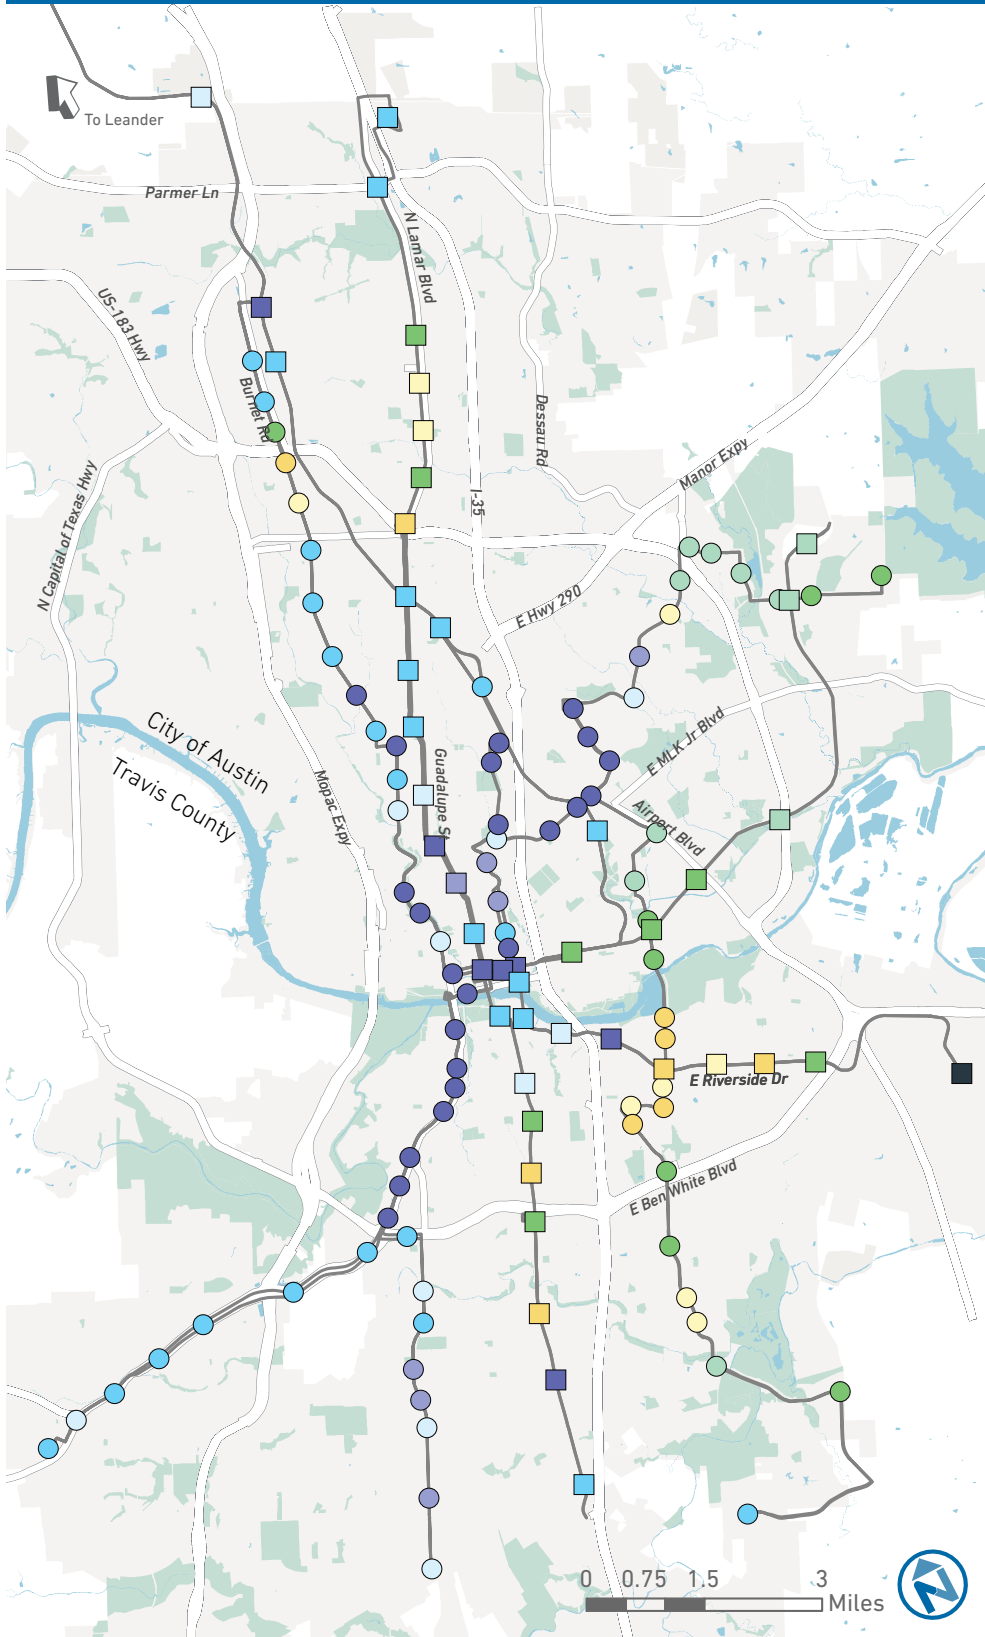 To Leander
Parmer Ln
N Lamar Blvd
US-183 Hwy
Burnet Rd
Dessau Rd
Manor Expy
N Capital of Texas Hwy
I-35
E Hwy 290
City of Austin
Travis County
Mopac Expy
Guadalupe St
E MLK Jr Blvd
Airport Blvd
E Riverside Dr
E Ben White Blvd
0 0.75 1.5 3
Miles